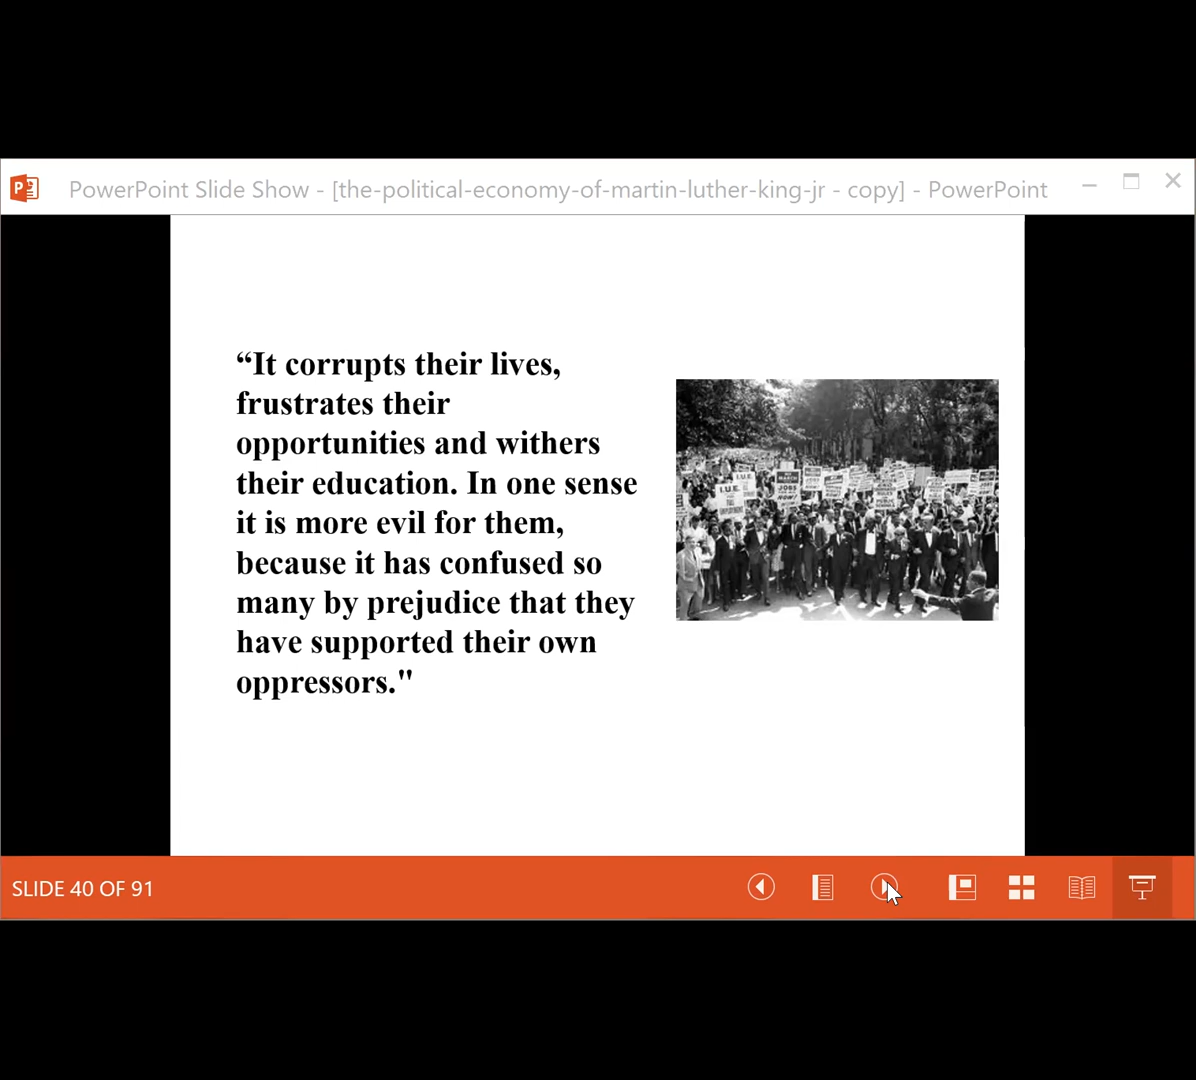 PowerPoint Slide Show - [the-political-economy-of-martin-luther-king-jr - copy] - PowerPoint
“It corrupts their lives,
frustrates their
opportunities and withers
their education. In one sense
it is more evil for them,
because it has confused so
many by prejudice that they
have supported their own
oppressors."
I.U.E.
JOBS
NOW!
SLIDE 40 OF 91